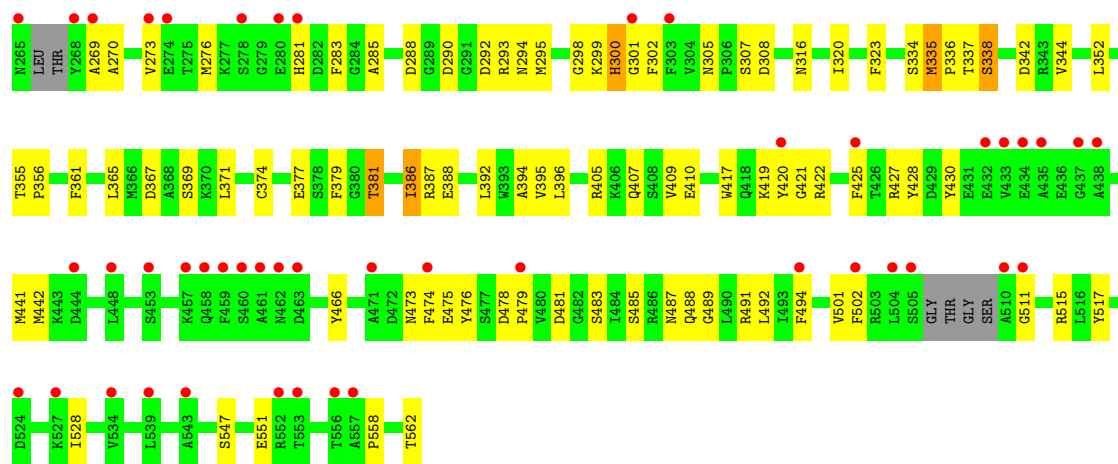 N265 LEU THR Y268 A269 A270 V273 E274 T275 M276 K277 S278 G279 E280 H281 D282 F283 G284 A285 D288 G289 D290 G291 D292 R293 N294 M295 G298 K299 H300 G301 F302 F303 V304 N305 P306 S307 D308 N316 I320 F323 S334 M335 P336 T337 S338 D342 R343 V344 L352
T355 P356 F361 L365 M366 D367 A368 S369 K370 L371 C374 E377 S378 F379 G380 T381 I386 R387 E388 L392 W393 A394 V395 L396 R405 K406 Q407 S408 V409 E410 W417 Q418 K419 Y420 G421 R422 F425 T426 R427 Y428 D429 Y430 E431 E432 V433 E434 A435 E436 G437 A438
M441 M442 K443 D444 L448 S453 K457 Q458 F459 S460 A461 N462 D463 Y466 A471 D472 N473 F474 E475 Y476 S477 D478 P479 V480 D481 G482 S483 I484 S485 R486 N487 Q488 G489 L490 R491 L492 I493 F494 V501 F502 R503 L504 S505 GLY THR GLY SER A510 G511 R515 L516 Y517
D524 K527 I528 V534 L539 A543 S547 E551 R552 T553 T556 A557 P558 T562